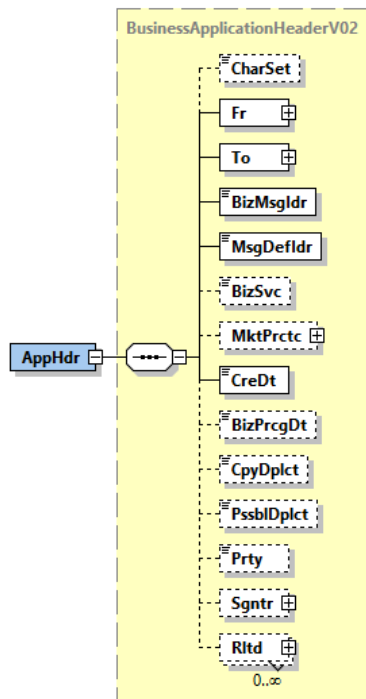 BusinessApplicationHeaderV02
CharSet
Fr
To
BizMsgIdr
MsgDefIdr
BizSvc
MktPrctc
AppHdr
CreDt
BizPrcgDt
CpyDplct
PssblDplct
Prty
Sgntr
Rltd
0..∞